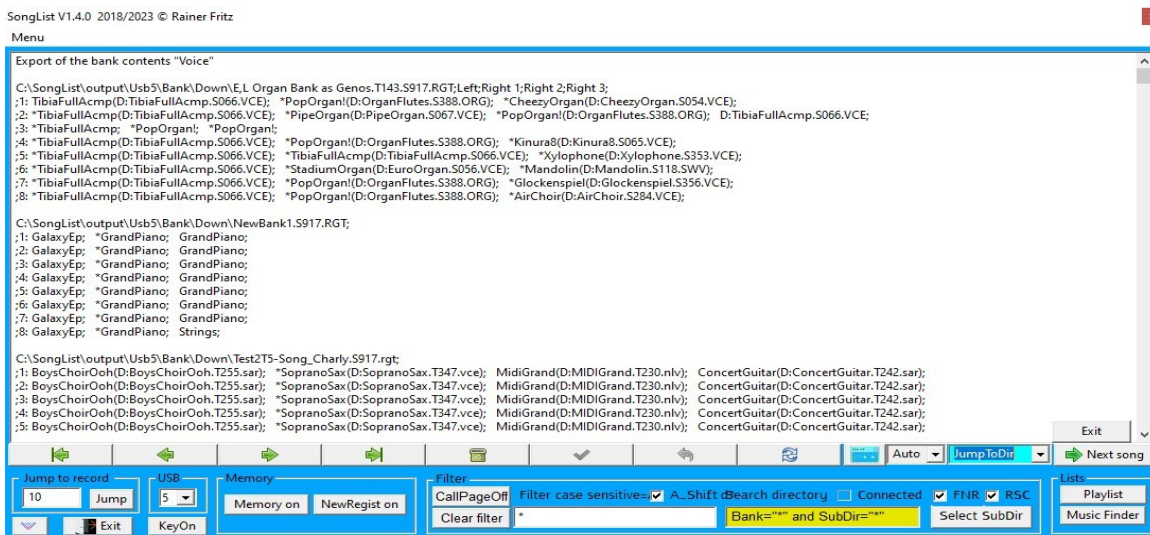 SongList V1.4.0 2018/2023 © Rainer Fritz
Menu
Export of the bank contents "Voice"
C:\SongList\output\Usb5\Bank\Down\E,L Organ Bank as Genos.T143.S917.RGT;Left;Right 1;Right 2;Right 3;
;1: TibiaFullAcmp(D:TibiaFullAcmp.S066.VCE); *PopOrgan!(D:OrganFlutes.S388.ORG); *CheezyOrgan(D:CheezyOrgan.S054.VCE);
;2: *TibiaFullAcmp(D:TibiaFullAcmp.S066.VCE); *PipeOrgan(D:PipeOrgan.S067.VCE); *PopOrgan!(D:OrganFlutes.S388.ORG); D:TibiaFullAcmp.S066.VCE;
;3: *TibiaFullAcmp; *PopOrgan!; *PopOrgan!;
;4: *TibiaFullAcmp(D:TibiaFullAcmp.S066.VCE); *PopOrgan!(D:OrganFlutes.S388.ORG); *Kinura8(D:Kinura8.S065.VCE);
;5: *TibiaFullAcmp(D:TibiaFullAcmp.S066.VCE); *TibiaFullAcmp(D:TibiaFullAcmp.S066.VCE); *Xylophone(D:Xylophone.S353.VCE);
;6: *TibiaFullAcmp(D:TibiaFullAcmp.S066.VCE); *StadiumOrgan(D:EuroOrgan.S056.VCE); *Mandolin(D:Mandolin.S118.SWV);
;7: *TibiaFullAcmp(D:TibiaFullAcmp.S066.VCE); *PopOrgan!(D:OrganFlutes.S388.ORG); *Glockenspiel(D:Glockenspiel.S356.VCE);
;8: *TibiaFullAcmp(D:TibiaFullAcmp.S066.VCE); *PopOrgan!(D:OrganFlutes.S388.ORG); *AirChoir(D:AirChoir.S284.VCE);
C:\SongList\output\Usb5\Bank\Down\NewBank1.S917.RGT;
;1: GalaxyEp; *GrandPiano; GrandPiano;
;2: GalaxyEp; *GrandPiano; GrandPiano;
;3: GalaxyEp; *GrandPiano; GrandPiano;
;4: GalaxyEp; *GrandPiano; GrandPiano;
;5: GalaxyEp; *GrandPiano; GrandPiano;
;6: GalaxyEp; *GrandPiano; GrandPiano;
;7: GalaxyEp; *GrandPiano; GrandPiano;
;8: GalaxyEp; *GrandPiano; Strings;
C:\SongList\output\Usb5\Bank\Down\Test2T5-Song_Charly.S917.rgt;
;1: BoysChoirOoh(D:BoysChoirOoh.T255.sar); *SopranoSax(D:SopranoSax.T347.vce); MidiGrand(D:MIDIGrand.T230.nlv); ConcertGuitar(D:ConcertGuitar.T242.sar);
;2: BoysChoirOoh(D:BoysChoirOoh.T255.sar); *SopranoSax(D:SopranoSax.T347.vce); MidiGrand(D:MIDIGrand.T230.nlv); ConcertGuitar(D:ConcertGuitar.T242.sar);
;3: BoysChoirOoh(D:BoysChoirOoh.T255.sar); *SopranoSax(D:SopranoSax.T347.vce); MidiGrand(D:MIDIGrand.T230.nlv); ConcertGuitar(D:ConcertGuitar.T242.sar);
;4: BoysChoirOoh(D:BoysChoirOoh.T255.sar); *SopranoSax(D:SopranoSax.T347.vce); MidiGrand(D:MIDIGrand.T230.nlv); ConcertGuitar(D:ConcertGuitar.T242.sar);
;5: BoysChoirOoh(D:BoysChoirOoh.T255.sar); *SopranoSax(D:SopranoSax.T347.vce); MidiGrand(D:MIDIGrand.T230.nlv); ConcertGuitar(D:ConcertGuitar.T242.sar);
Exit
Auto JumpToDir Next song
Jump to record USB Memory Filter Lists
10 Jump 5 Memory on NewRegist on CallPageOff Filter case sensitive= A_Shift Search directory Connected FNR RSC Playlist
Exit KeyOn Clear filter * Bank="*" and SubDir="*" Select SubDir Music Finder